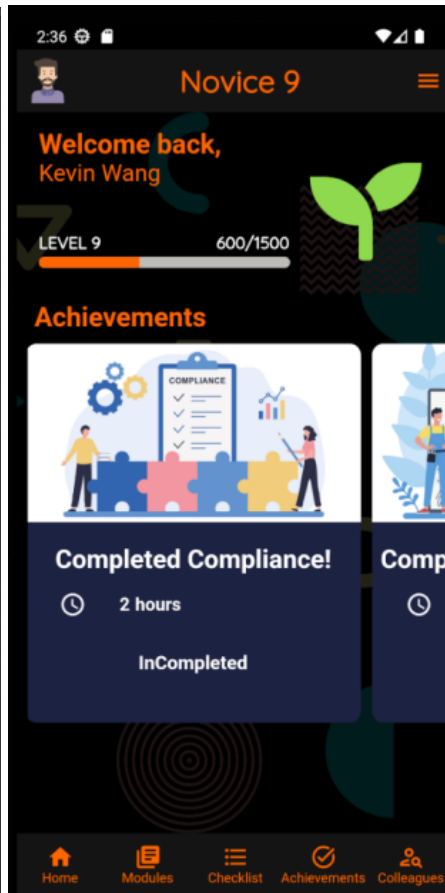 2:36
Novice 9
Welcome back,
Kevin Wang
LEVEL 9 600/1500
Achievements
COMPLIANCE
Completed Compliance! Comp
2 hours
InCompleted
Home Modules Checklist Achievements Colleagues